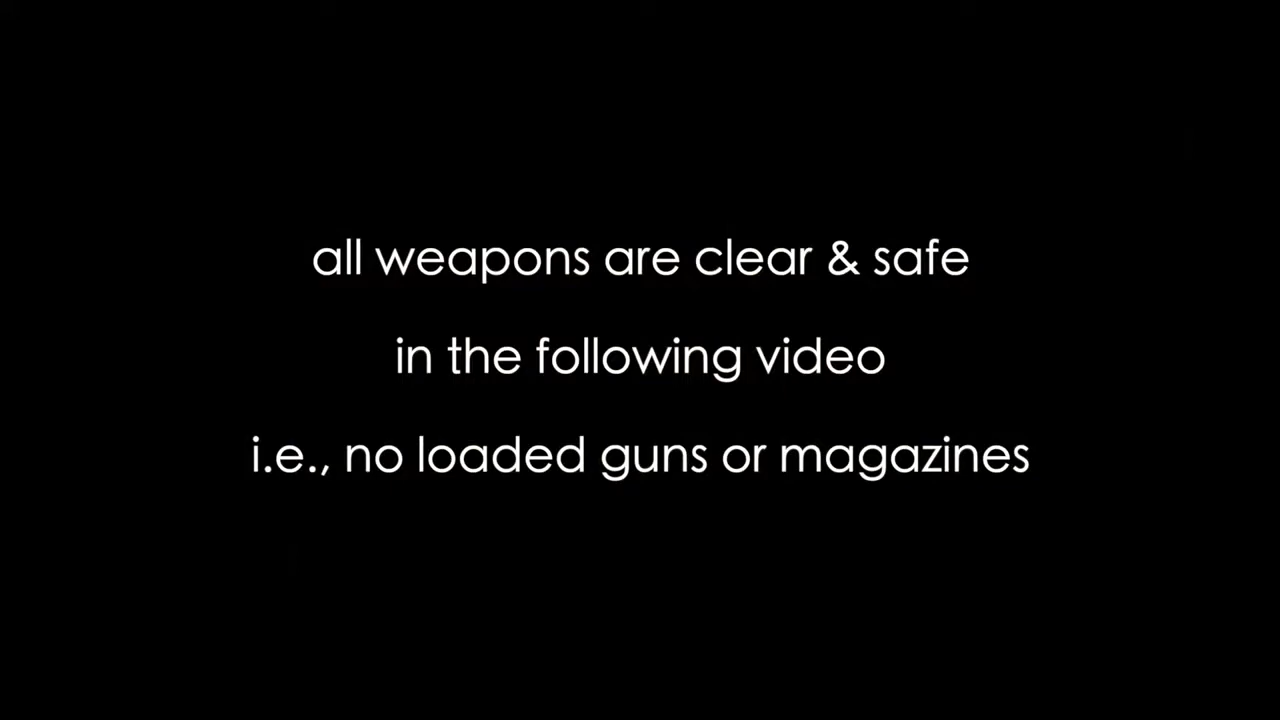 all weapons are clear & safe
in the following video
i.e., no loaded guns or magazines